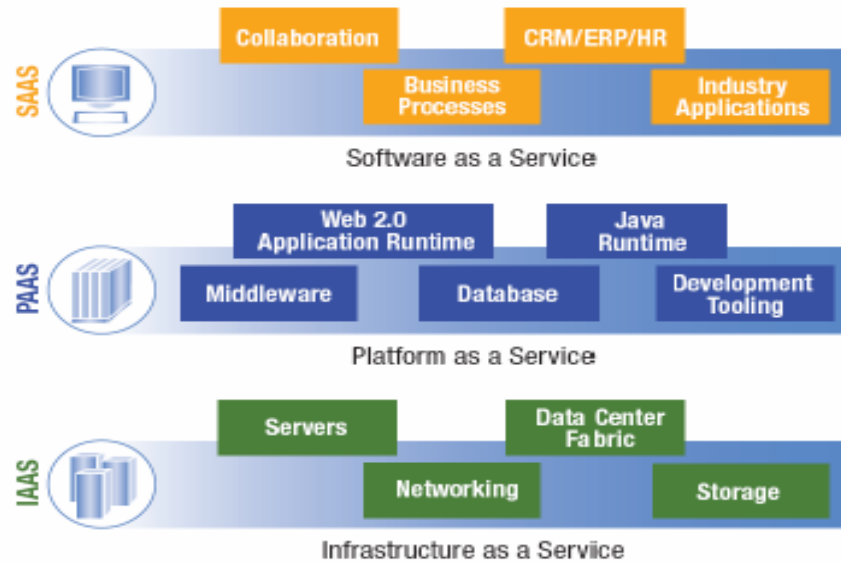 SAAS
Collaboration
CRM/ERP/HR
Business
Processes
Industry
Applications
Software as a Service
PAAS
Web 2.0
Application Runtime
Java
Runtime
Middleware
Database
Development
Tooling
Platform as a Service
IAAS
Servers
Data Center
Fabric
Networking
Storage
Infrastructure as a Service